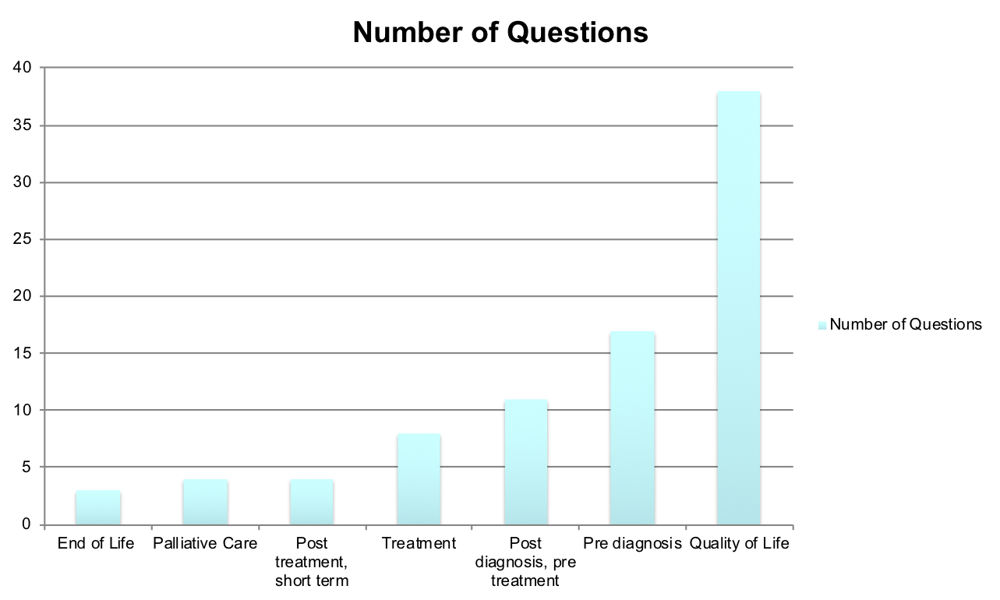 Number of Questions
40
35
30
25
20
15
10
5
0
End of Life
Palliative Care
Post
treatment,
short term
Treatment
Post
diagnosis, pre
treatment
Pre diagnosis
Quality of Life
Number of Questions